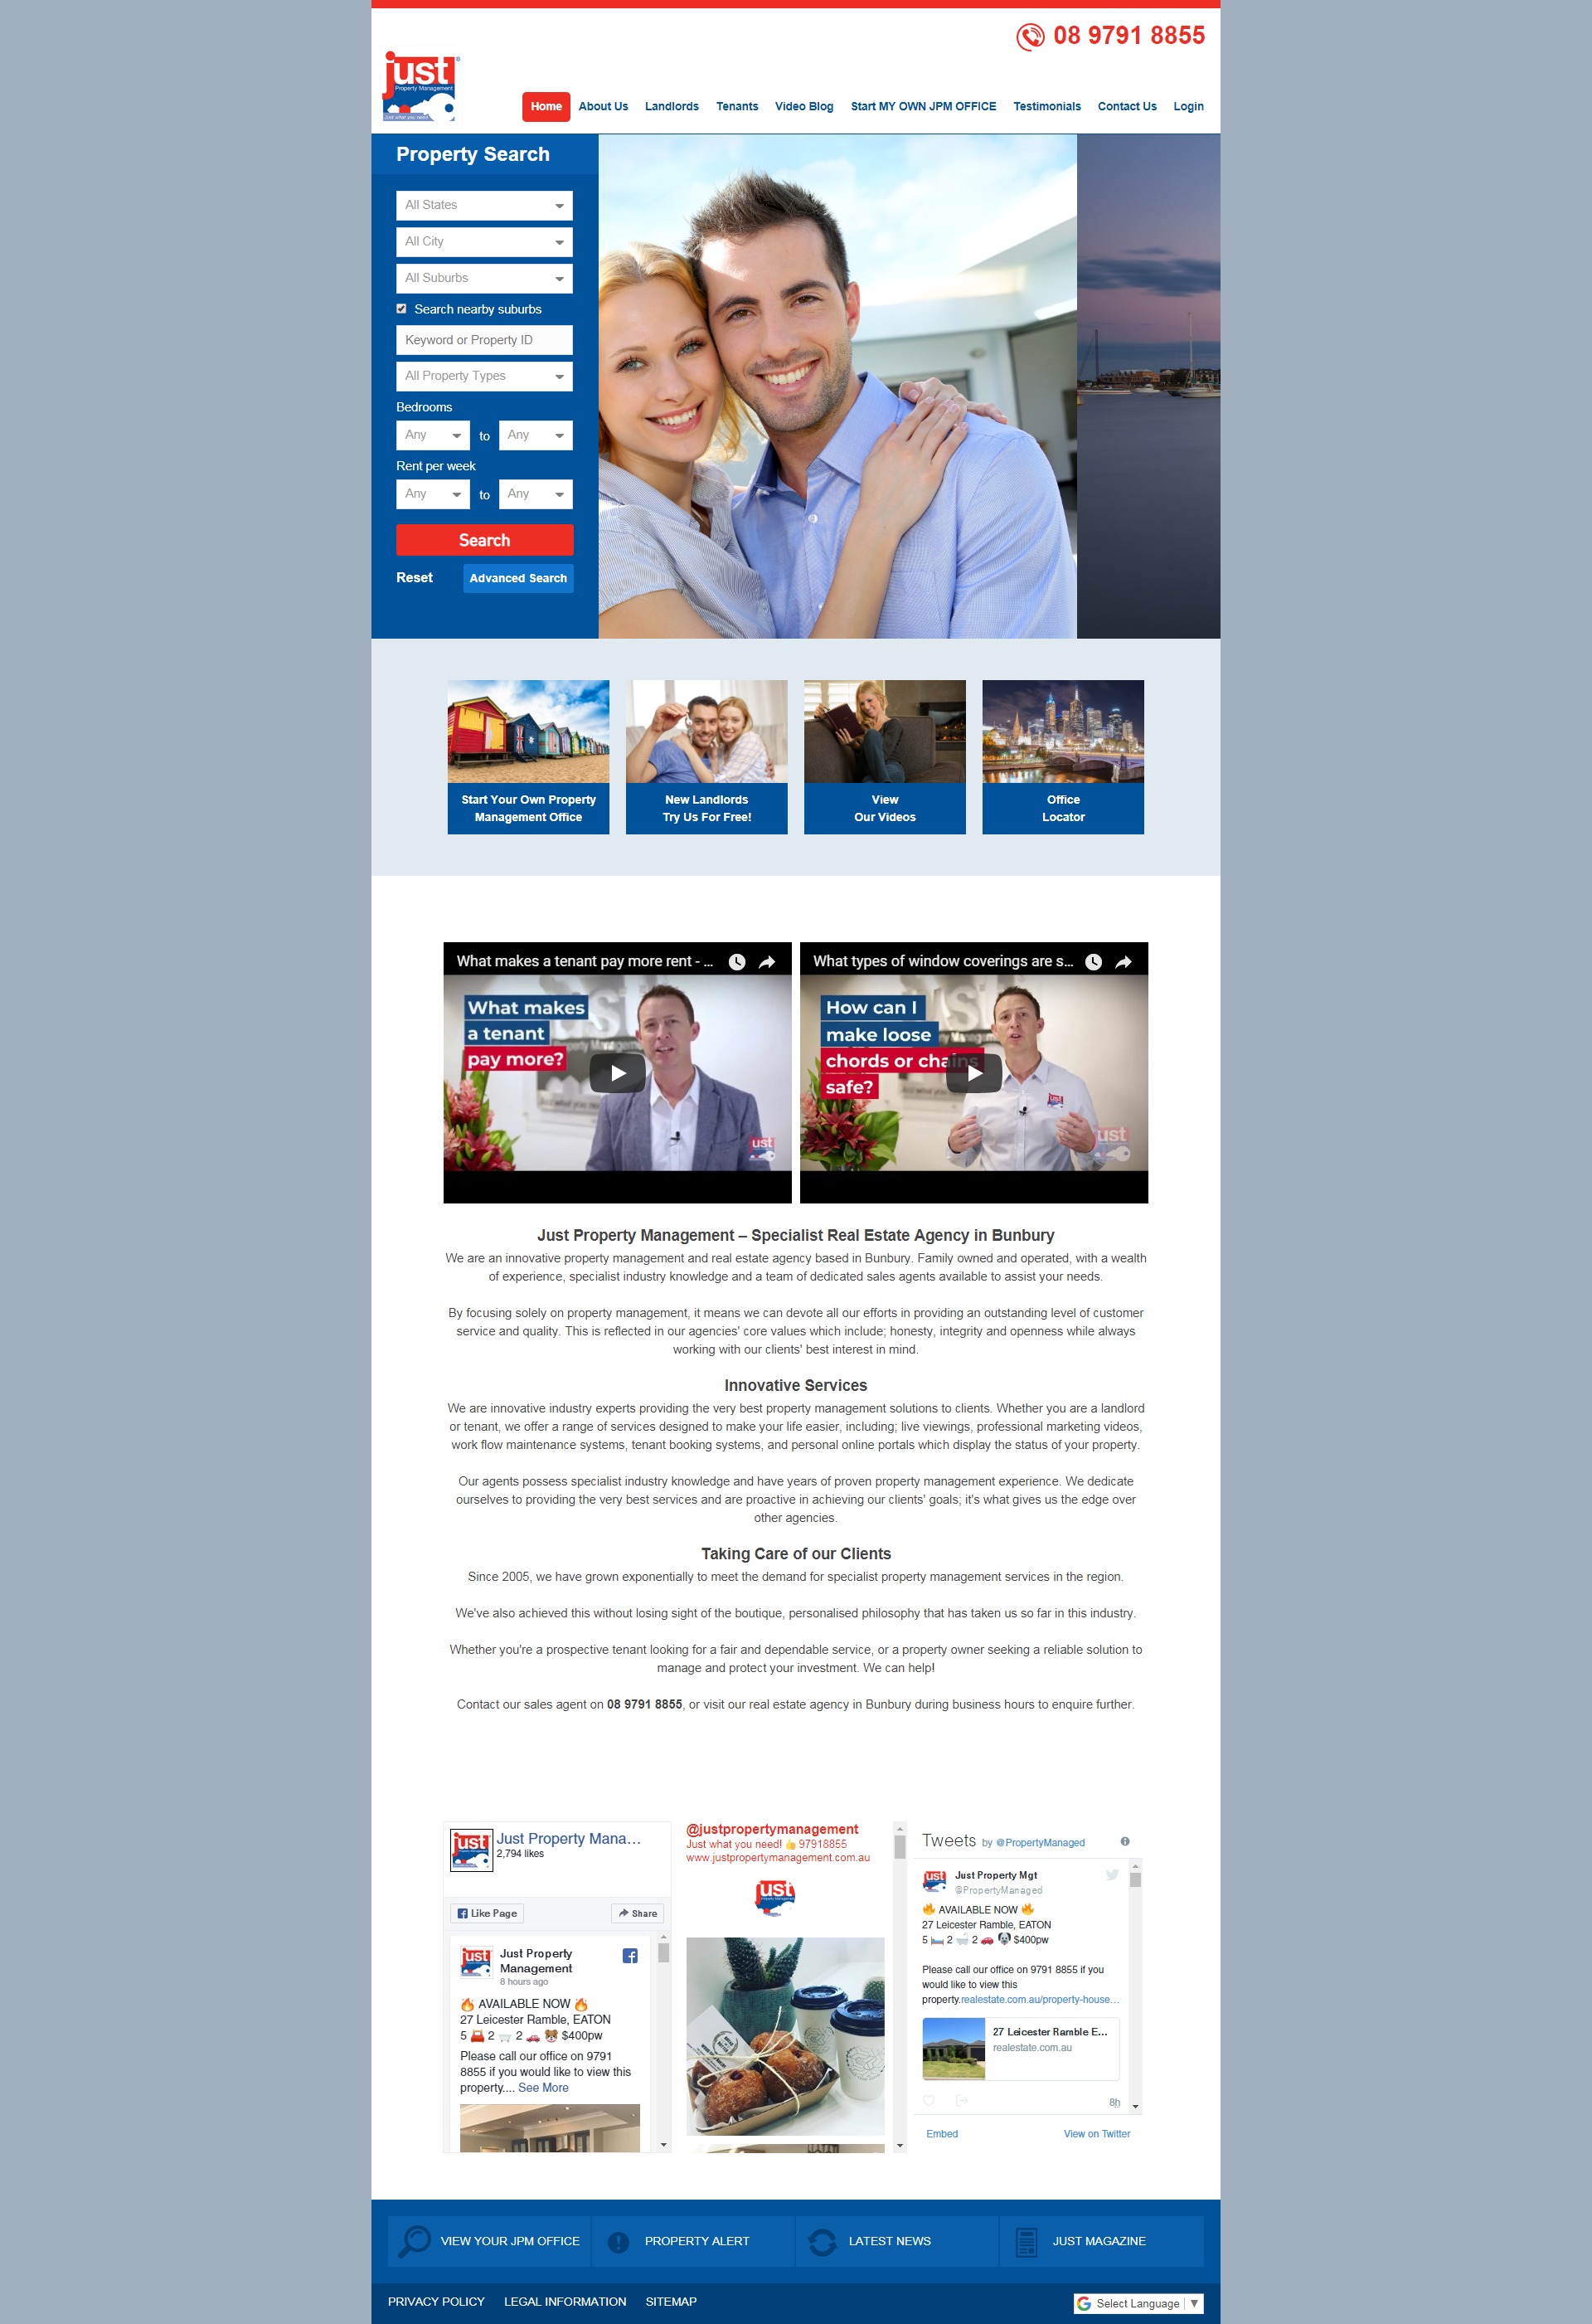 08 9791 8855
just
Property Management
Just what you need
Home About Us Landlords Tenants Video Blog Start MY OWN JPM OFFICE Testimonials Contact Us Login
Property Search
All States
All City
All Suburbs
Search nearby suburbs
Keyword or Property ID
All Property Types
Bedrooms
Any to Any
Rent per week
Any to Any
Search
Reset Advanced Search
Start Your Own Property
Management Office
New Landlords
Try Us For Free!
View
Our Videos
Office
Locator
What makes a tenant pay more rent - ...
What makes
a tenant
pay more?
What types of window coverings are s...
How can I
make loose
chords or chains
safe?
Just Property Management – Specialist Real Estate Agency in Bunbury
We are an innovative property management and real estate agency based in Bunbury. Family owned and operated, with a wealth
of experience, specialist industry knowledge and a team of dedicated sales agents available to assist your needs.
By focusing solely on property management, it means we can devote all our efforts in providing an outstanding level of customer
service and quality. This is reflected in our agencies' core values which include; honesty, integrity and openness while always
working with our clients' best interest in mind.
Innovative Services
We are innovative industry experts providing the very best property management solutions to clients. Whether you are a landlord
or tenant, we offer a range of services designed to make your life easier, including; live viewings, professional marketing videos,
work flow maintenance systems, tenant booking systems, and personal online portals which display the status of your property.
Our agents possess specialist industry knowledge and have years of proven property management experience. We dedicate
ourselves to providing the very best services and are proactive in achieving our clients' goals; it's what gives us the edge over
other agencies.
Taking Care of our Clients
Since 2005, we have grown exponentially to meet the demand for specialist property management services in the region.
We've also achieved this without losing sight of the boutique, personalised philosophy that has taken us so far in this industry.
Whether you're a prospective tenant looking for a fair and dependable service, or a property owner seeking a reliable solution to
manage and protect your investment. We can help!
Contact our sales agent on 08 9791 8855, or visit our real estate agency in Bunbury during business hours to enquire further.
just
Just Property Mana...
2,794 likes
Like Page Share
just
Just Property
Management
8 hours ago
🔥 AVAILABLE NOW 🔥
27 Leicester Ramble, EATON
5 🛋 2 🛁 2 🚗 🐶 $400pw
Please call our office on 9791
8855 if you would like to view this
property.... See More
@justpropertymanagement
Just what you need! 👍 97918855
www.justpropertymanagement.com.au
ust
Tweets by @PropertyManaged
just
Just Property Mgt
@PropertyManaged
🔥 AVAILABLE NOW 🔥
27 Leicester Ramble, EATON
5 🛏 2 🛁 2 🚗 🐶 $400pw
Please call our office on 9791 8855 if you
would like to view this
property.realestate.com.au/property-house...
27 Leicester Ramble E...
realestate.com.au
8h
Embed View on Twitter
VIEW YOUR JPM OFFICE PROPERTY ALERT LATEST NEWS JUST MAGAZINE
PRIVACY POLICY LEGAL INFORMATION SITEMAP
Select Language ▼